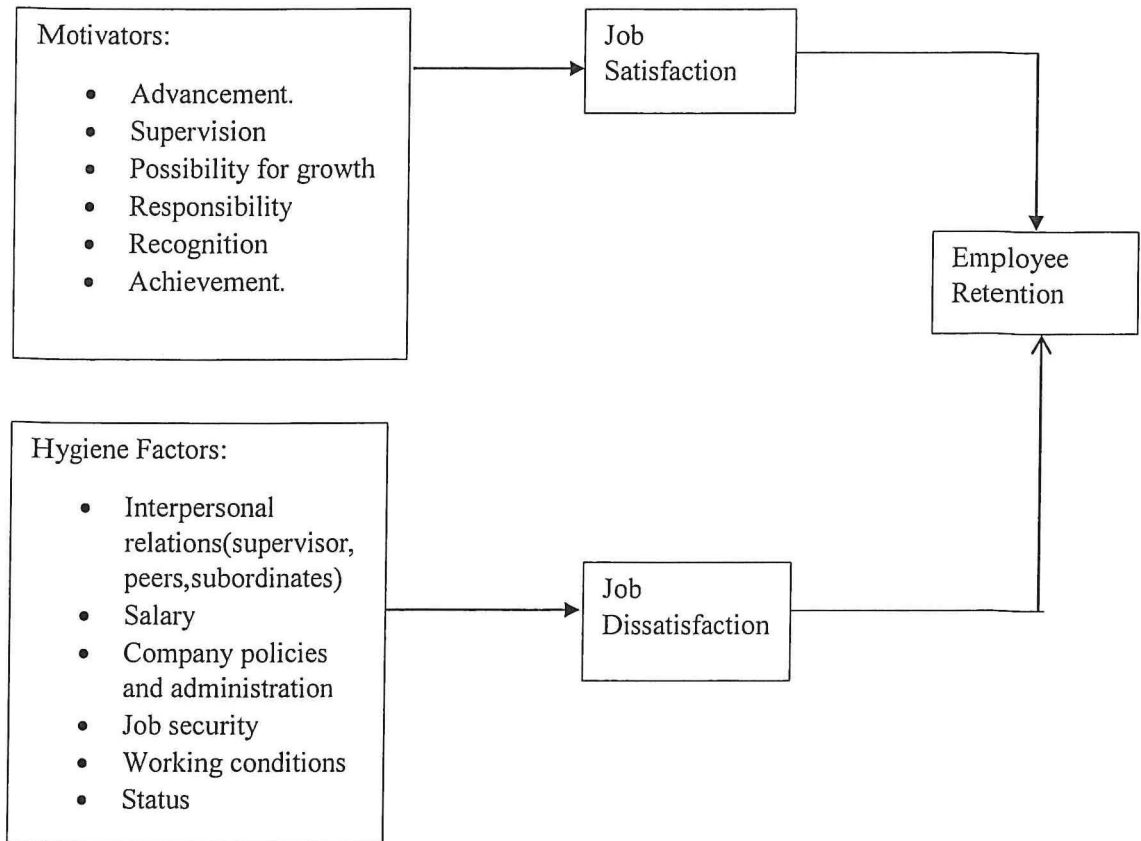 Motivators:
• Advancement.
• Supervision
• Possibility for growth
• Responsibility
• Recognition
• Achievement.
Job
Satisfaction
Employee
Retention
Hygiene Factors:
• Interpersonal
relations(supervisor,
peers,subordinates)
• Salary
• Company policies
and administration
• Job security
• Working conditions
• Status
Job
Dissatisfaction